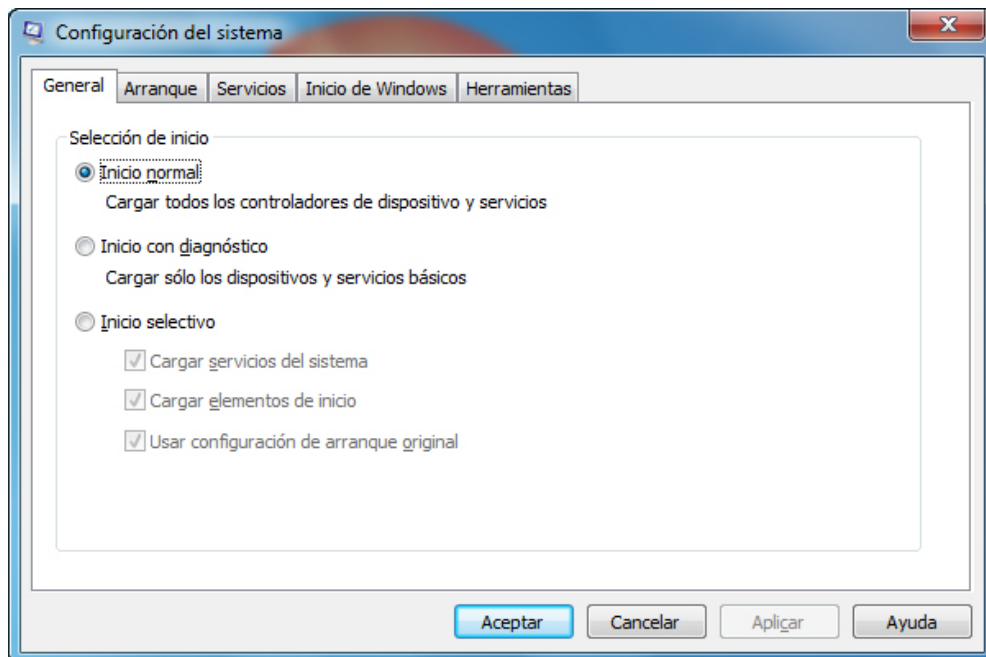 Configuración del sistema
General Arranque Servicios Inicio de Windows Herramientas
Selección de inicio
Inicio normal
Cargar todos los controladores de dispositivo y servicios
Inicio con diagnóstico
Cargar sólo los dispositivos y servicios básicos
Inicio selectivo
Cargar servicios del sistema
Cargar elementos de inicio
Usar configuración de arranque original
Aceptar Cancelar Aplicar Ayuda